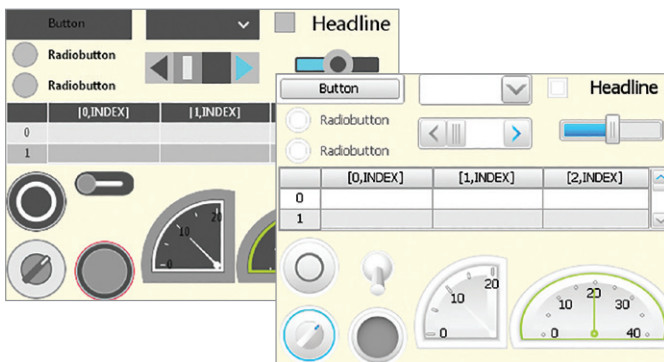 Button
Headline
Radiobutton
Radiobutton
[0,INDEX] [1,INDEX]
0
1
10
20
0
Button
Headline
Radiobutton
Radiobutton
[0,INDEX] [1,INDEX] [2,INDEX]
0
1
0
10
20
0
10
20
30
40